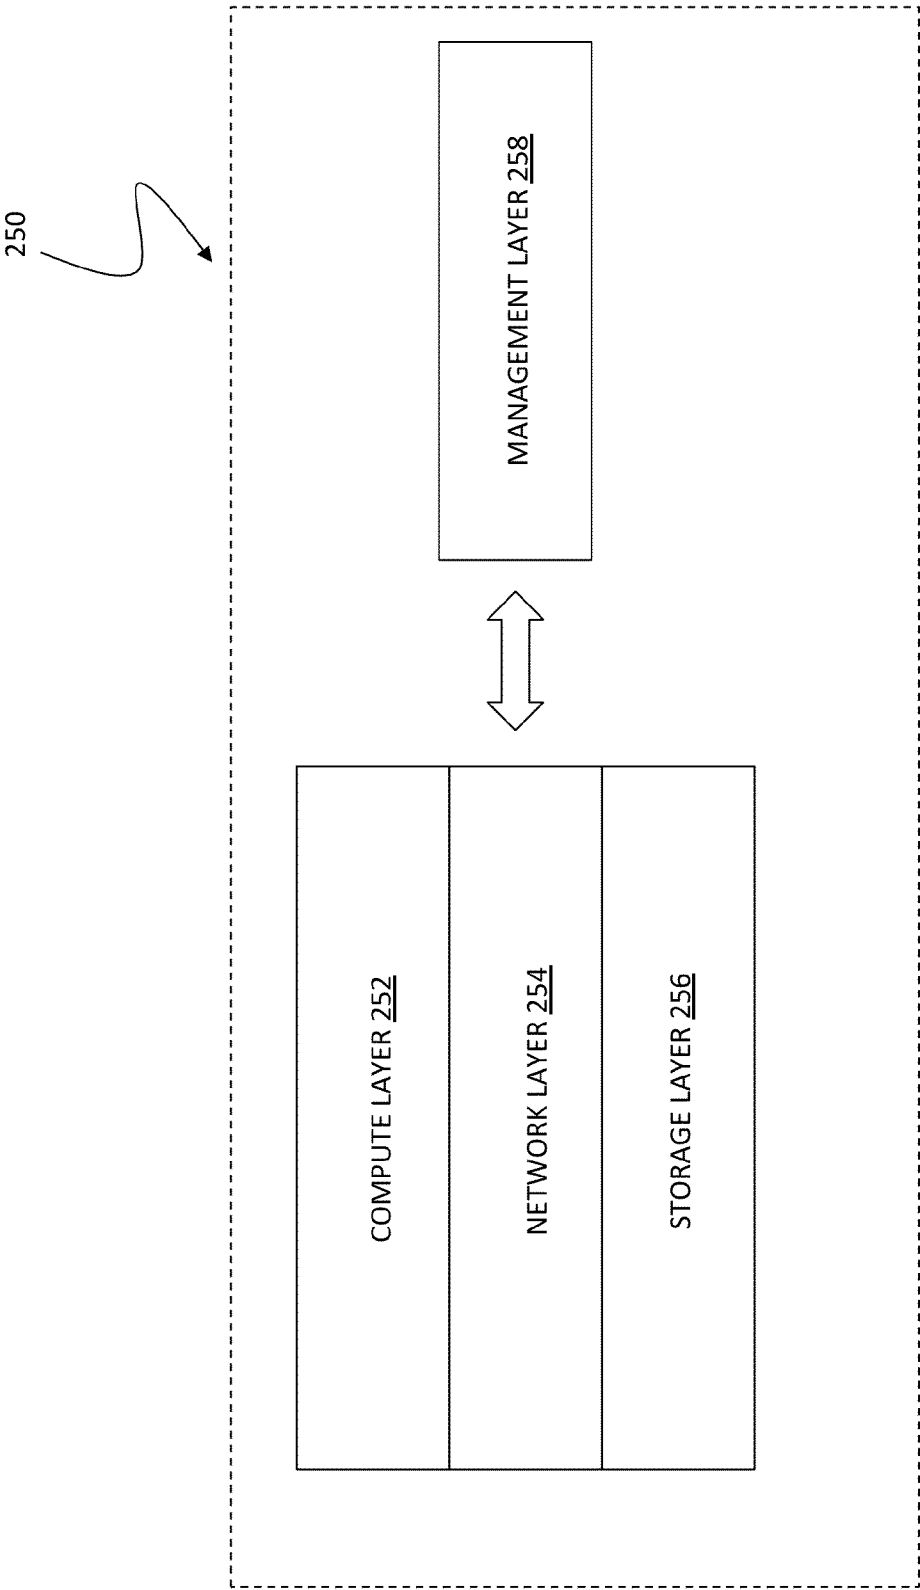 250
COMPUTE LAYER 252
NETWORK LAYER 254
STORAGE LAYER 256
MANAGEMENT LAYER 258